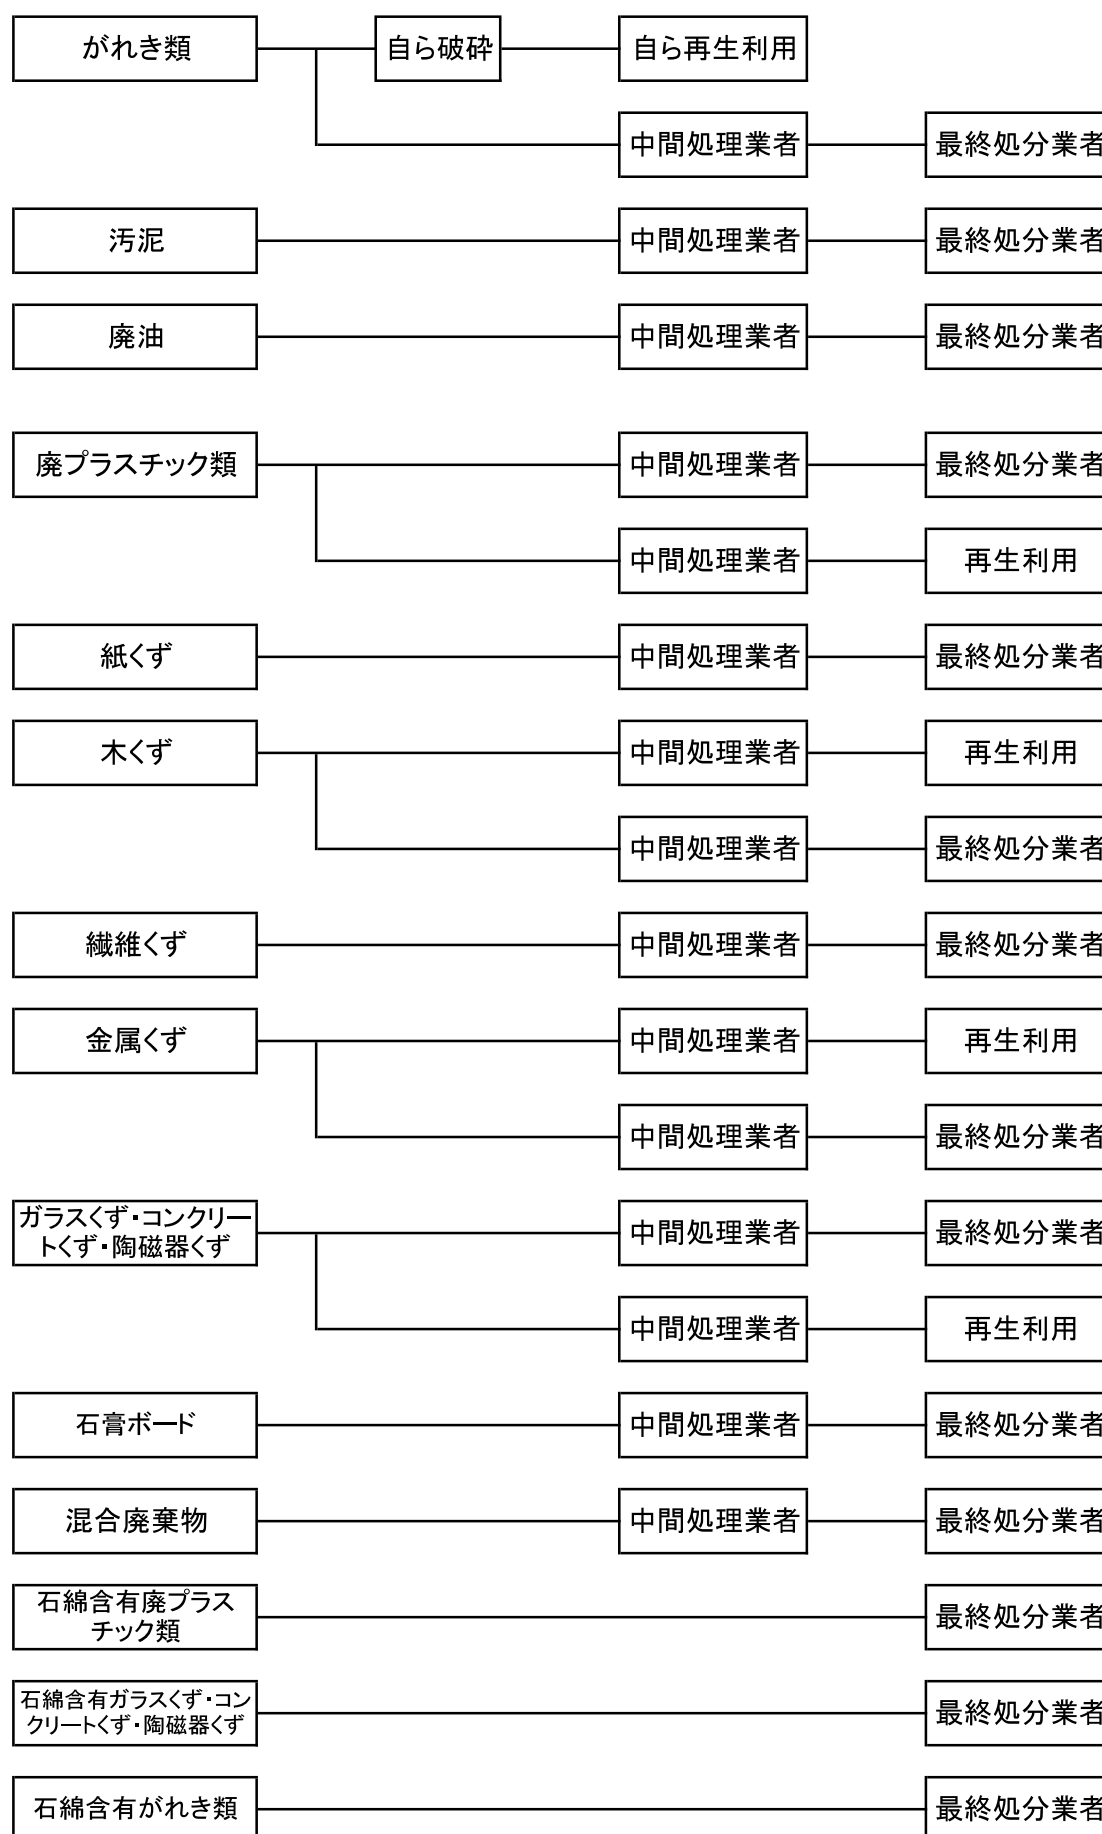 がれき類 自ら破砕 自ら再生利用
中間処理業者 最終処分業者
汚泥 中間処理業者 最終処分業者
廃油 中間処理業者 最終処分業者
廃プラスチック類 中間処理業者 最終処分業者
中間処理業者 再生利用
紙くず 中間処理業者 最終処分業者
木くず 中間処理業者 再生利用
中間処理業者 最終処分業者
繊維くず 中間処理業者 最終処分業者
金属くず 中間処理業者 再生利用
中間処理業者 最終処分業者
ガラスくず・コンクリー
トくず・陶磁器くず 中間処理業者 最終処分業者
中間処理業者 再生利用
石膏ボード 中間処理業者 最終処分業者
混合廃棄物 中間処理業者 最終処分業者
石綿含有廃プラス
チック類 最終処分業者
石綿含有ガラスくず・コン
クリートくず・陶磁器くず 最終処分業者
石綿含有がれき類 最終処分業者